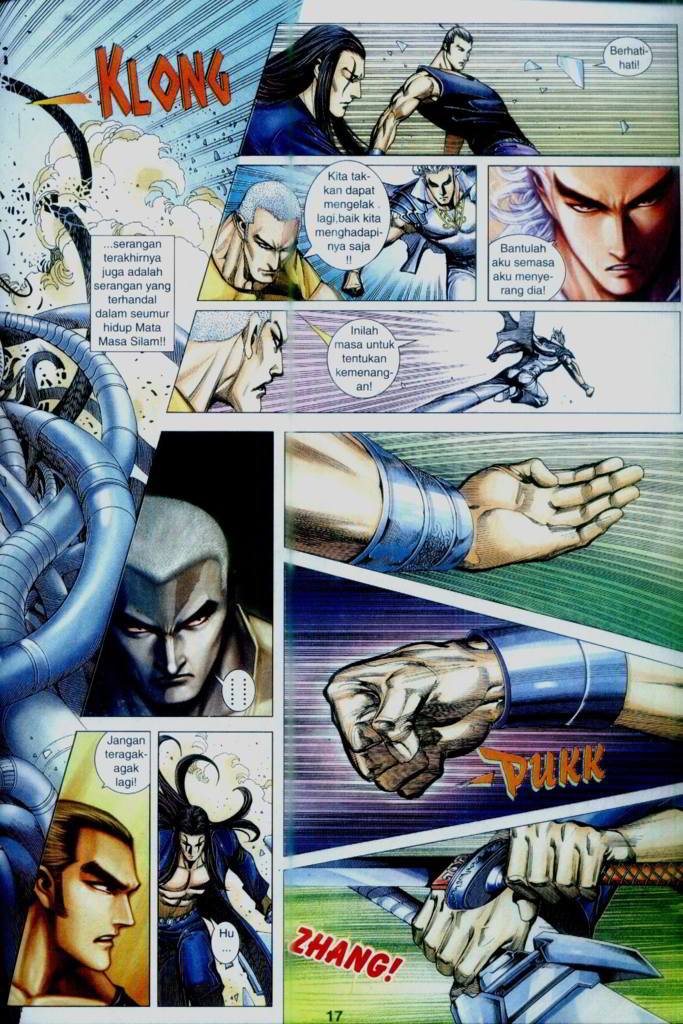 KLONG
Berhati-
hati!
Kita tak-
kan dapat
mengelak
lagi,baik kita
menghadapi-
nya saja
!!
Bantulah
aku semasa
aku menye-
rang dia!
...serangan
terakhirnya
juga adalah
serangan yang
terhandal
dalam seumur
hidup Mata
Masa Silam!!
Inilah
masa untuk
tentukan
kemenang-
an!
Jangan
teragak-
agak
lagi!
Hu
...
PUKK
ZHANG!
17